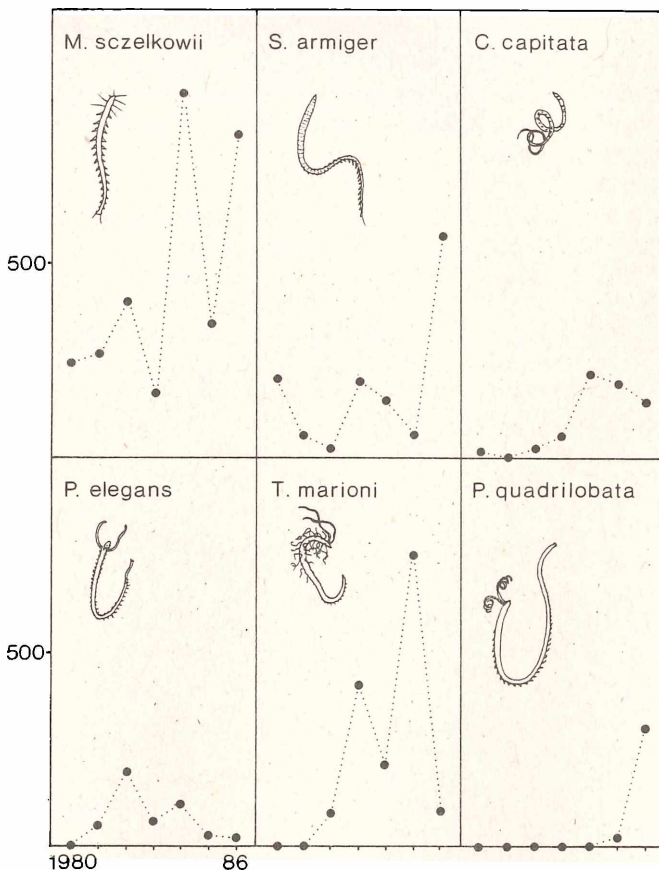 M. sczelkowii
S. armiger
C. capitata
500
P. elegans
T. marioni
P. quadrilobata
500
1980
86